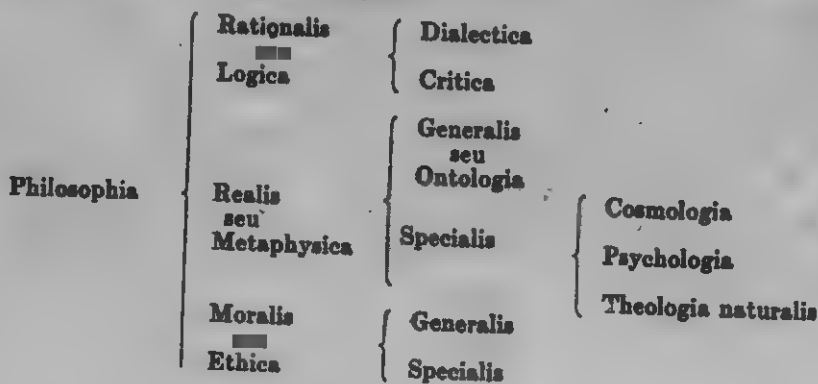 Philosophia
Rationalis
Logica
Dialectica
Critica
Realis
seu
Metaphysica
Generalis
seu
Ontologia
Specialis
Cosmologia
Psychologia
Theologia naturalis
Moralis
Ethica
Generalis
Specialis